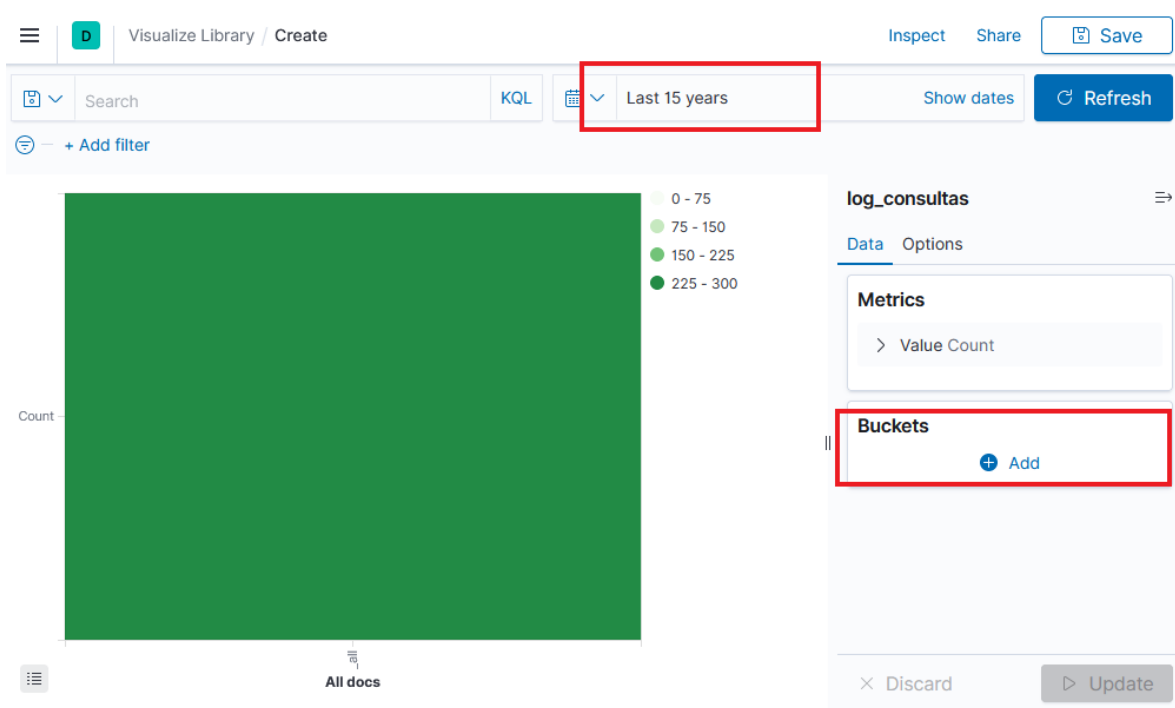 D Visualize Library / Create Inspect Share Save
Search KQL Last 15 years Show dates Refresh
+ Add filter
0 - 75
75 - 150
150 - 225
225 - 300
Count
_all
All docs
log_consultas
Data Options
Metrics
Value Count
Buckets
Add
Discard Update